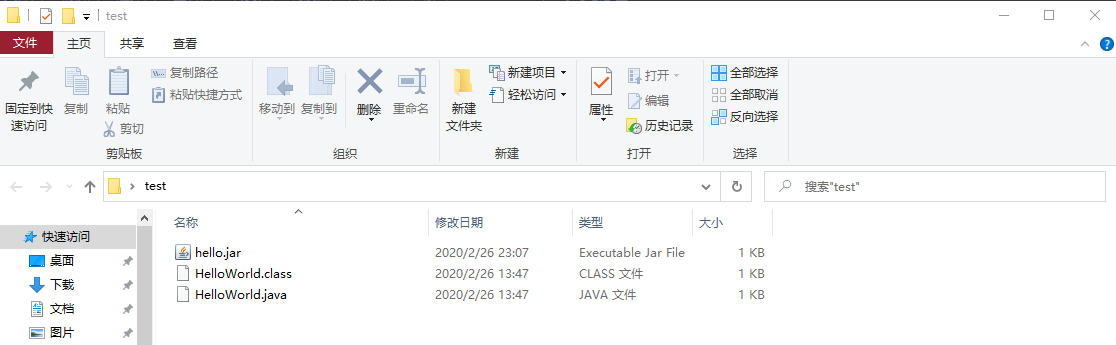 test
文件 主页 共享 查看
固定到快速访问
复制
粘贴
复制路径
粘贴快捷方式
剪切
剪贴板
移动到
复制到
删除
重命名
组织
新建文件夹
新建项目
轻松访问
新建
属性
打开
编辑
历史记录
打开
全部选择
全部取消
反向选择
选择
test
搜索"test"
名称 修改日期 类型 大小
快速访问
桌面
下载
文档
图片
hello.jar 2020/2/26 23:07 Executable Jar File 1 KB
HelloWorld.class 2020/2/26 13:47 CLASS 文件 1 KB
HelloWorld.java 2020/2/26 13:47 JAVA 文件 1 KB